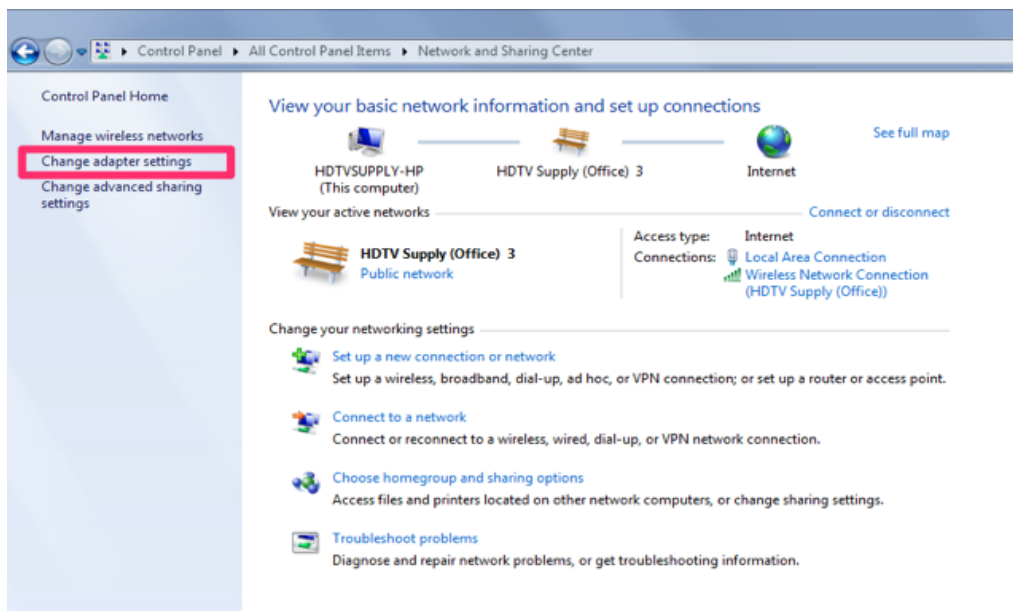 Control Panel ▸ All Control Panel Items ▸ Network and Sharing Center
Control Panel Home
Manage wireless networks
Change adapter settings
Change advanced sharing
settings
View your basic network information and set up connections
See full map
HDTVSUPPLY-HP
(This computer)
HDTV Supply (Office) 3
Internet
View your active networks
Connect or disconnect
HDTV Supply (Office) 3
Public network
Access type: Internet
Connections: Local Area Connection
Wireless Network Connection
(HDTV Supply (Office))
Change your networking settings
Set up a new connection or network
Set up a wireless, broadband, dial-up, ad hoc, or VPN connection; or set up a router or access point.
Connect to a network
Connect or reconnect to a wireless, wired, dial-up, or VPN network connection.
Choose homegroup and sharing options
Access files and printers located on other network computers, or change sharing settings.
Troubleshoot problems
Diagnose and repair network problems, or get troubleshooting information.